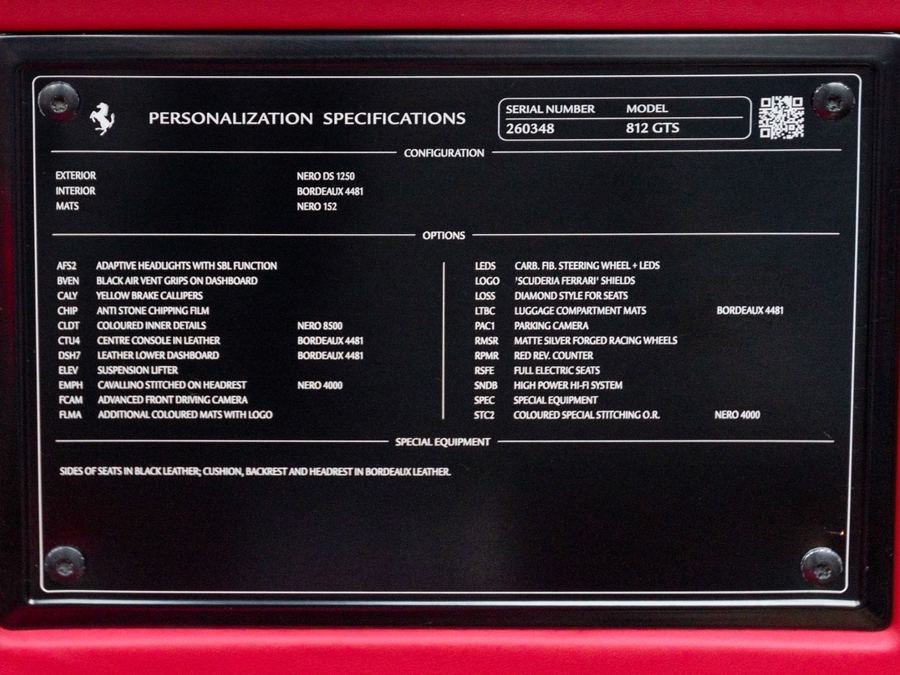 PERSONALIZATION SPECIFICATIONS
SERIAL NUMBER MODEL
260348 812 GTS
CONFIGURATION
EXTERIOR NERO DS 1250
INTERIOR BORDEAUX 4481
MATS NERO 152
OPTIONS
AFS2 ADAPTIVE HEADLIGHTS WITH SBL FUNCTION
BVEN BLACK AIR VENT GRIPS ON DASHBOARD
CALY YELLOW BRAKE CALLIPERS
CHIP ANTI STONE CHIPPING FILM
CLDT COLOURED INNER DETAILS NERO 8500
CTU4 CENTRE CONSOLE IN LEATHER BORDEAUX 4481
DSH7 LEATHER LOWER DASHBOARD BORDEAUX 4481
ELEV SUSPENSION LIFTER
EMPH CAVALLINO STITCHED ON HEADREST NERO 4000
FCAM ADVANCED FRONT DRIVING CAMERA
FLMA ADDITIONAL COLOURED MATS WITH LOGO
LEDS CARB. FIB. STEERING WHEEL + LEDS
LOGO 'SCUDERIA FERRARI' SHIELDS
LOSS DIAMOND STYLE FOR SEATS
LTBC LUGGAGE COMPARTMENT MATS BORDEAUX 4481
PAC1 PARKING CAMERA
RMSR MATTE SILVER FORGED RACING WHEELS
RPMR RED REV. COUNTER
RSFE FULL ELECTRIC SEATS
SNDB HIGH POWER HI-FI SYSTEM
SPEC SPECIAL EQUIPMENT
STC2 COLOURED SPECIAL STITCHING O.R. NERO 4000
SPECIAL EQUIPMENT
SIDES OF SEATS IN BLACK LEATHER; CUSHION, BACKREST AND HEADREST IN BORDEAUX LEATHER.